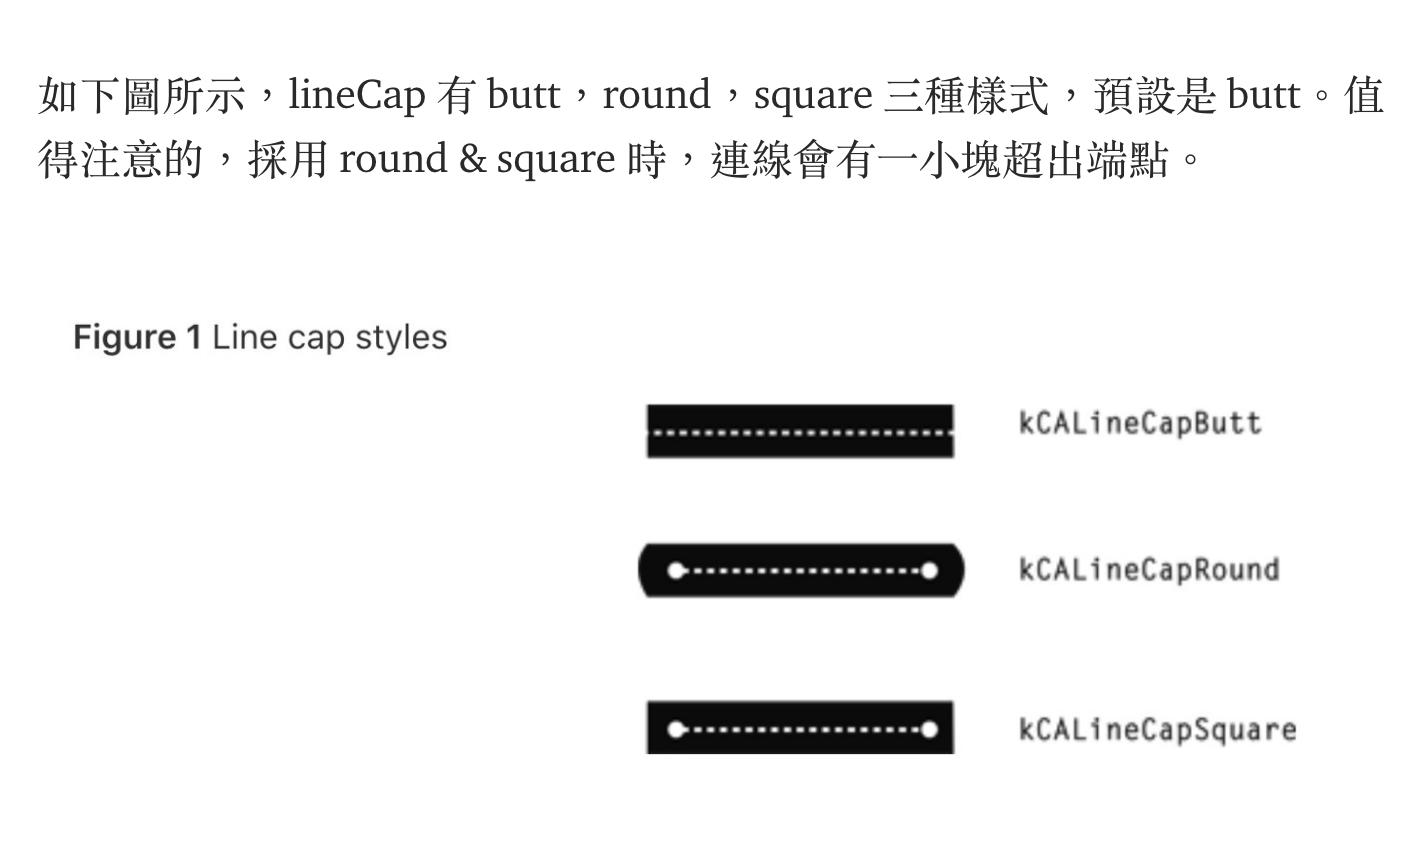 如下圖所示，lineCap 有 butt，round，square 三種樣式，預設是 butt。值
得注意的，採用 round & square 時，連線會有一小塊超出端點。
Figure 1 Line cap styles
kCALineCapButt
kCALineCapRound
kCALineCapSquare